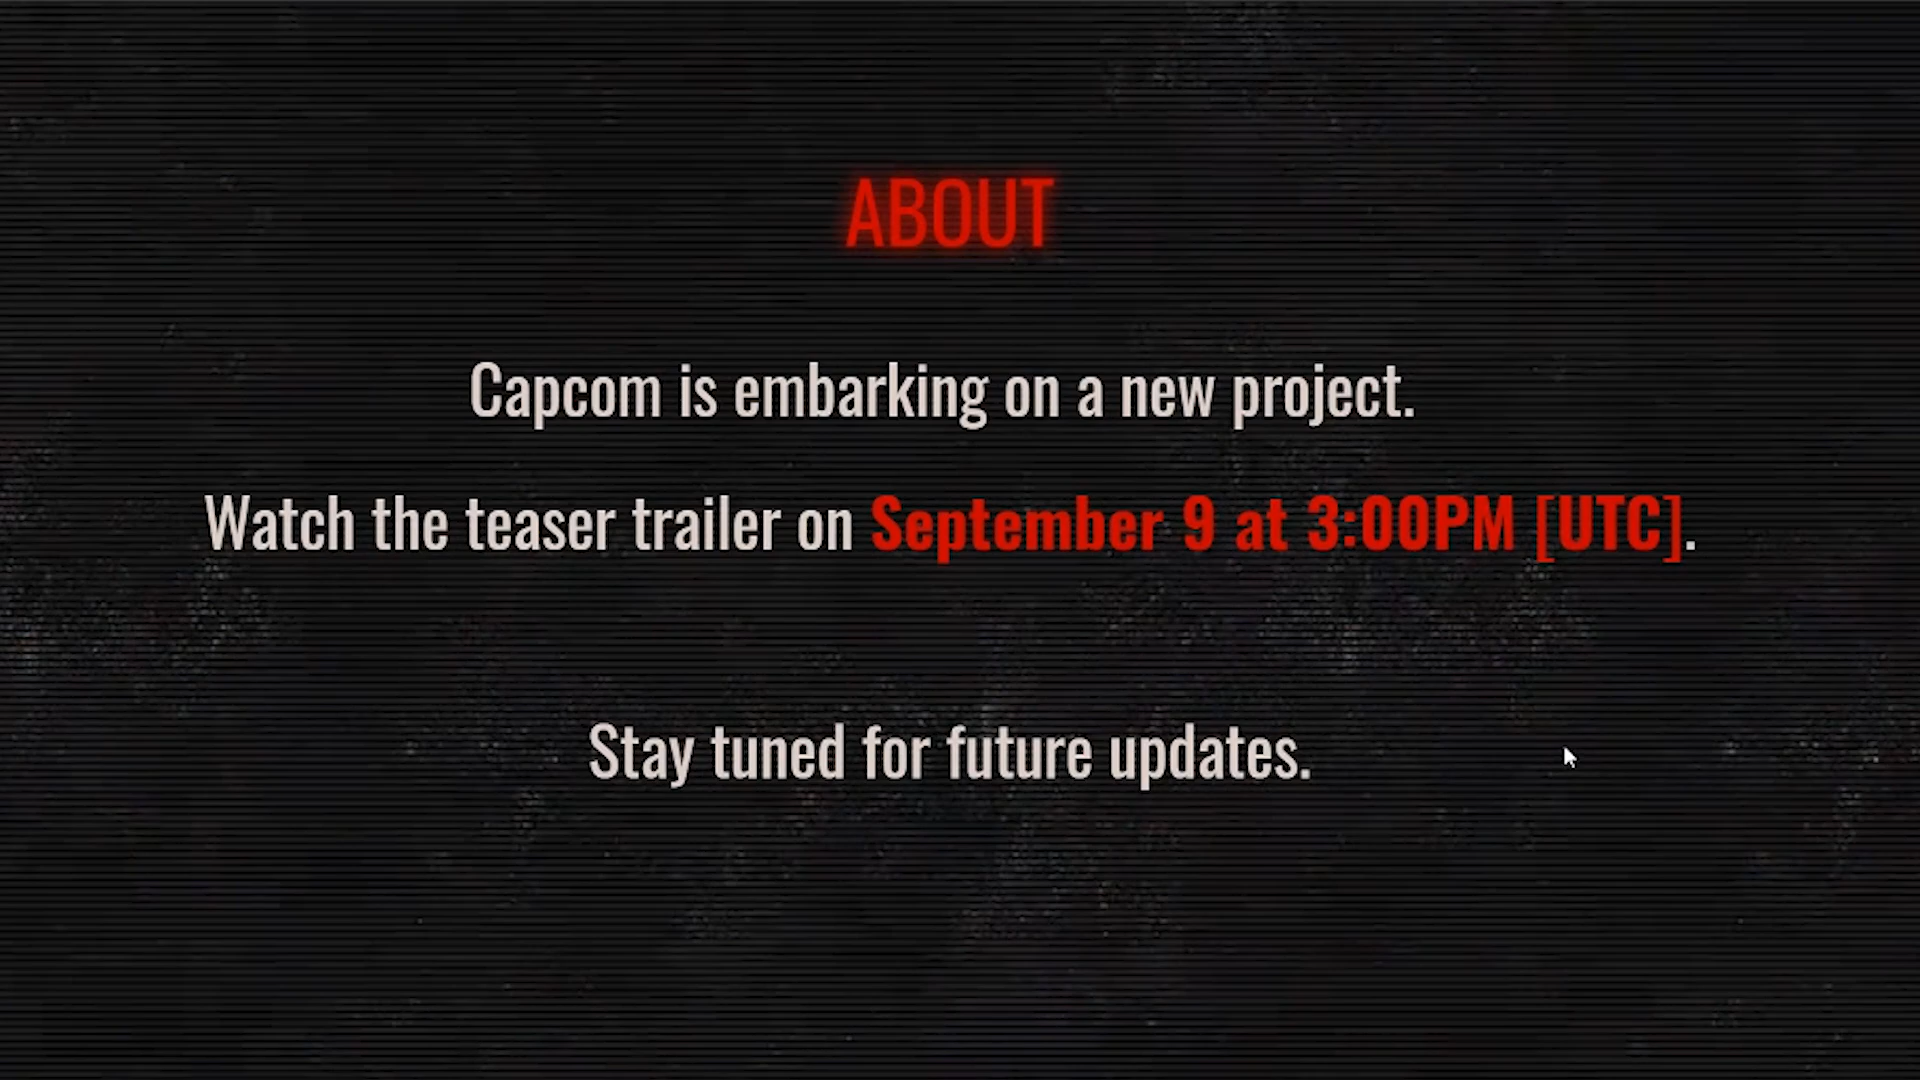 ABOUT
Capcom is embarking on a new project.
Watch the teaser trailer on September 9 at 3:00PM [UTC].
Stay tuned for future updates.